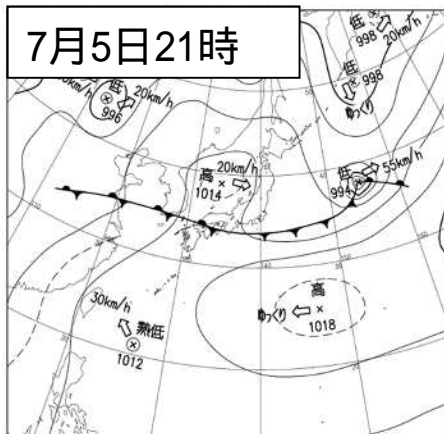 7月5日21時
低
998
20km/h
低
998
ゆっくり
低
20km/h
996
20km/h
高
1014
低
55km/h
994
高
ゆっくり
1018
30km/h
熱低
1012